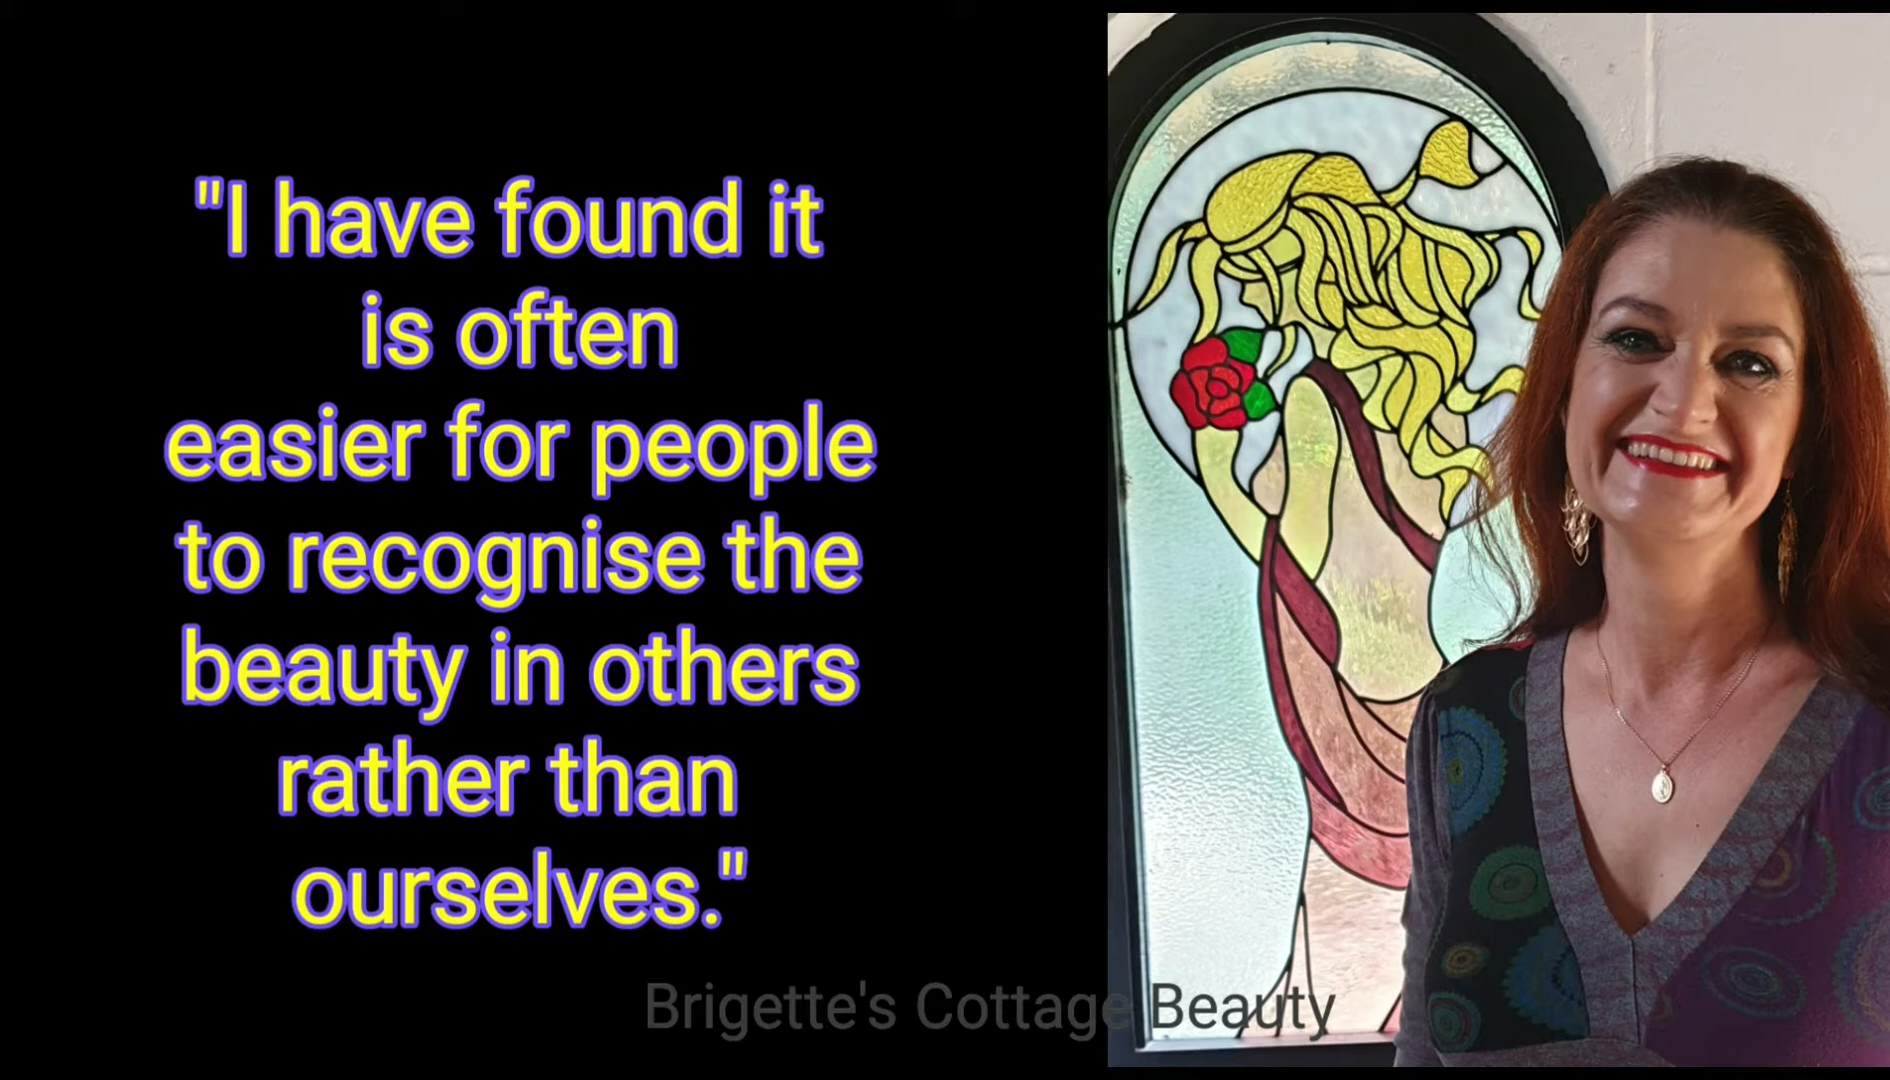 "I have found it
is often
easier for people
to recognise the
beauty in others
rather than
ourselves."
Brigette's Cottage Beauty